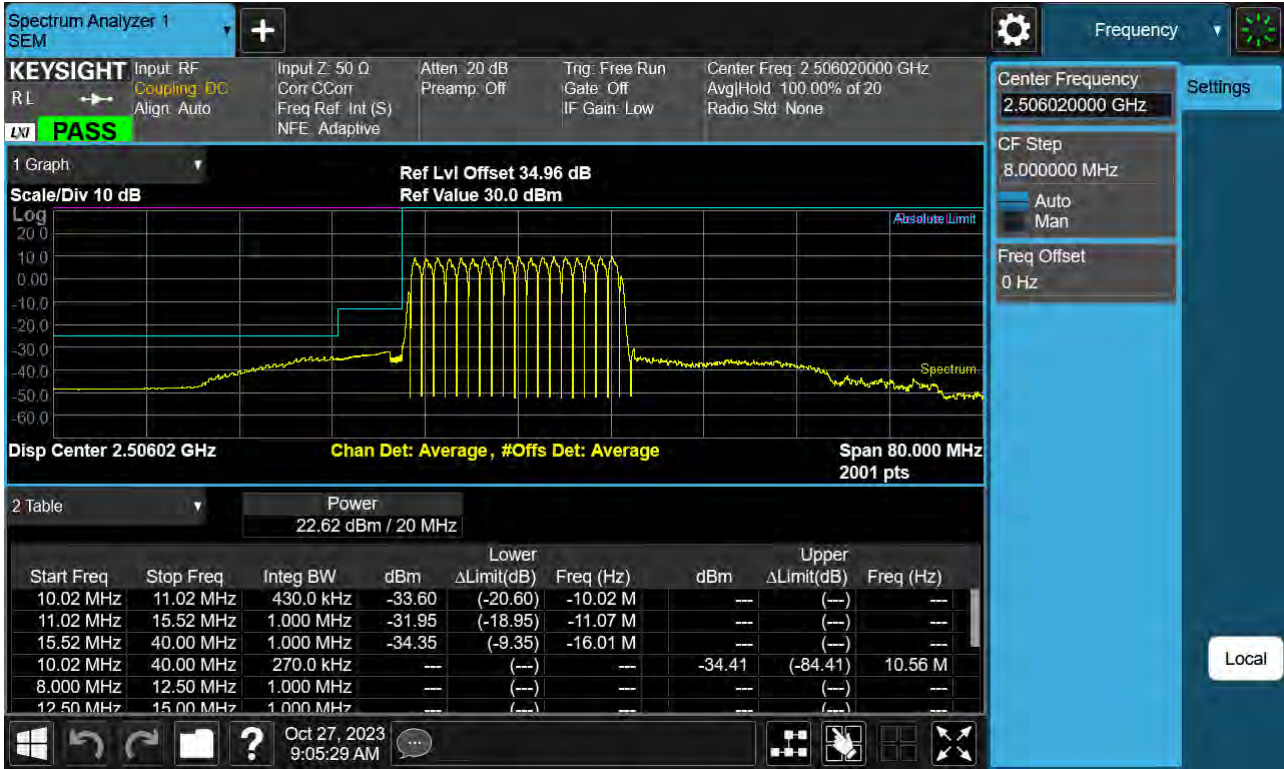 Spectrum Analyzer 1
SEM
+
Frequency
KEYSIGHT
R L
LXI
PASS
Input: RF
Coupling: DC
Align: Auto
Input Z: 50 Ω
Corr CCorr
Freq Ref: Int (S)
NFE: Adaptive
Atten: 20 dB
Preamp: Off
Trig: Free Run
Gate: Off
IF Gain: Low
Center Freq: 2.506020000 GHz
Avg|Hold: 100.00% of 20
Radio Std: None
Center Frequency
2.506020000 GHz
Settings
CF Step
8.000000 MHz
Auto
Man
Freq Offset
0 Hz
Local
1 Graph
Scale/Div 10 dB
Ref Lvl Offset 34.96 dB
Ref Value 30.0 dBm
Log
Absolute Limit
20.0
10.0
0.00
-10.0
-20.0
-30.0
-40.0
-50.0
-60.0
Spectrum
Disp Center 2.50602 GHz
Chan Det: Average , #Offs Det: Average
Span 80.000 MHz
2001 pts
2 Table
Power
22.62 dBm / 20 MHz
Lower Upper
Start Freq Stop Freq Integ BW dBm ΔLimit(dB) Freq (Hz) dBm ΔLimit(dB) Freq (Hz)
10.02 MHz 11.02 MHz 430.0 kHz -33.60 (-20.60) -10.02 M --- (---) ---
11.02 MHz 15.52 MHz 1.000 MHz -31.95 (-18.95) -11.07 M --- (---) ---
15.52 MHz 40.00 MHz 1.000 MHz -34.35 (-9.35) -16.01 M --- (---) ---
10.02 MHz 40.00 MHz 270.0 kHz --- (---) --- -34.41 (-84.41) 10.56 M
8.000 MHz 12.50 MHz 1.000 MHz --- (---) --- --- (---) ---
12.50 MHz 15.00 MHz 1.000 MHz --- (---) --- --- (---) ---
?
Oct 27, 2023
9:05:29 AM